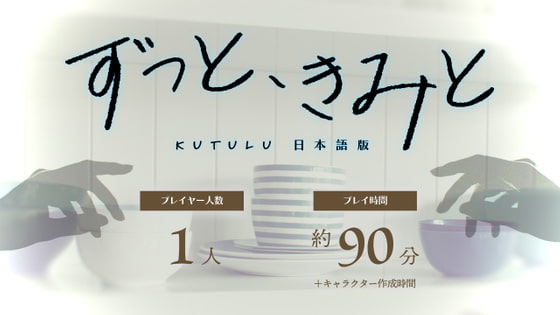 ずっと、きみと
KUTULU 日本語版
プレイヤー人数
プレイ時間
1人
約90分
＋キャラクター作成時間